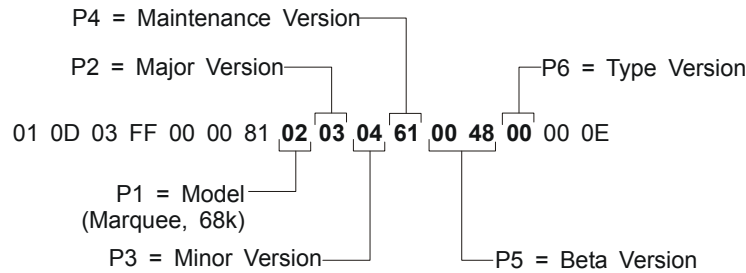 P4 = Maintenance Version
P2 = Major Version
P6 = Type Version
01 0D 03 FF 00 00 81 02 03 04 61 00 48 00 00 0E
P1 = Model
(Marquee, 68k)
P3 = Minor Version
P5 = Beta Version